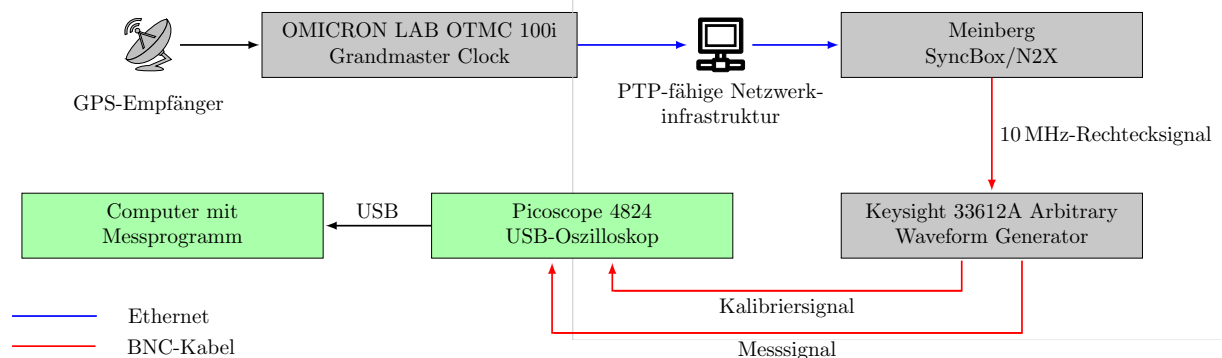 OMICRON LAB OTMC 100i
Grandmaster Clock
Meinberg
SyncBox/N2X
GPS-Empfänger
PTP-fähige Netzwerk-
infrastruktur
10 MHz-Rechtecksignal
Computer mit
Messprogramm
USB
Picoscope 4824
USB-Oszilloskop
Keysight 33612A Arbitrary
Waveform Generator
Kalibriersignal
Messsignal
Ethernet
BNC-Kabel